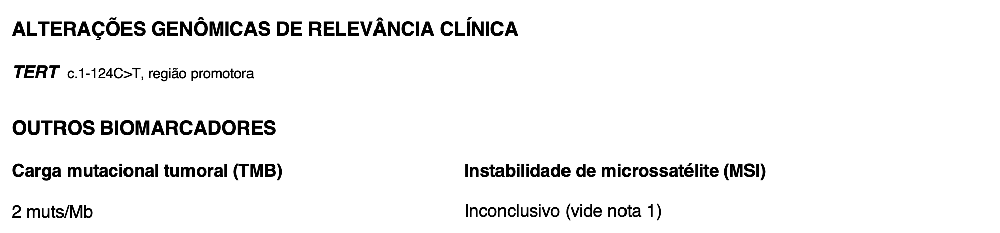 ALTERAÇÕES GENÔMICAS DE RELEVÂNCIA CLÍNICA
TERT c.1-124C>T, região promotora
OUTROS BIOMARCADORES
Carga mutacional tumoral (TMB)
Instabilidade de microssatélite (MSI)
2 muts/Mb
Inconclusivo (vide nota 1)